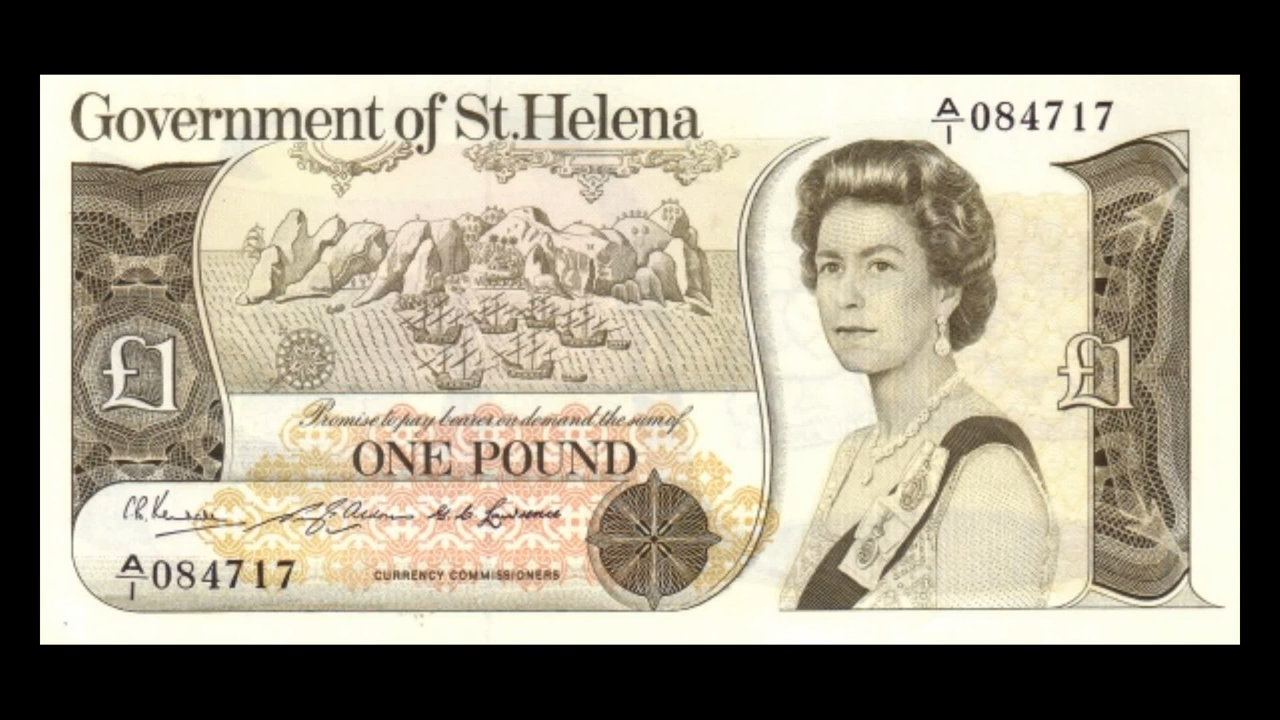 Government of St.Helena
A/1 084717
£1
£1
Promise to pay bearer on demand the sum of
ONE POUND
A/1 084717
CURRENCY COMMISSIONERS